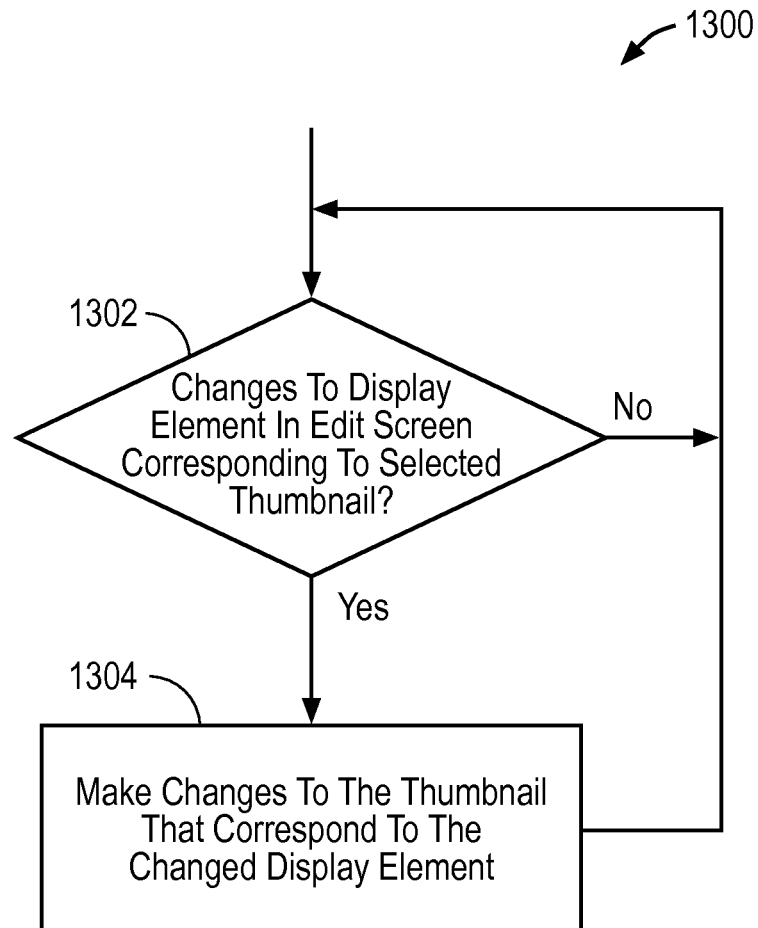 1300
1302
Changes To Display
Element In Edit Screen
Corresponding To Selected
Thumbnail?
No
Yes
1304
Make Changes To The Thumbnail
That Correspond To The
Changed Display Element